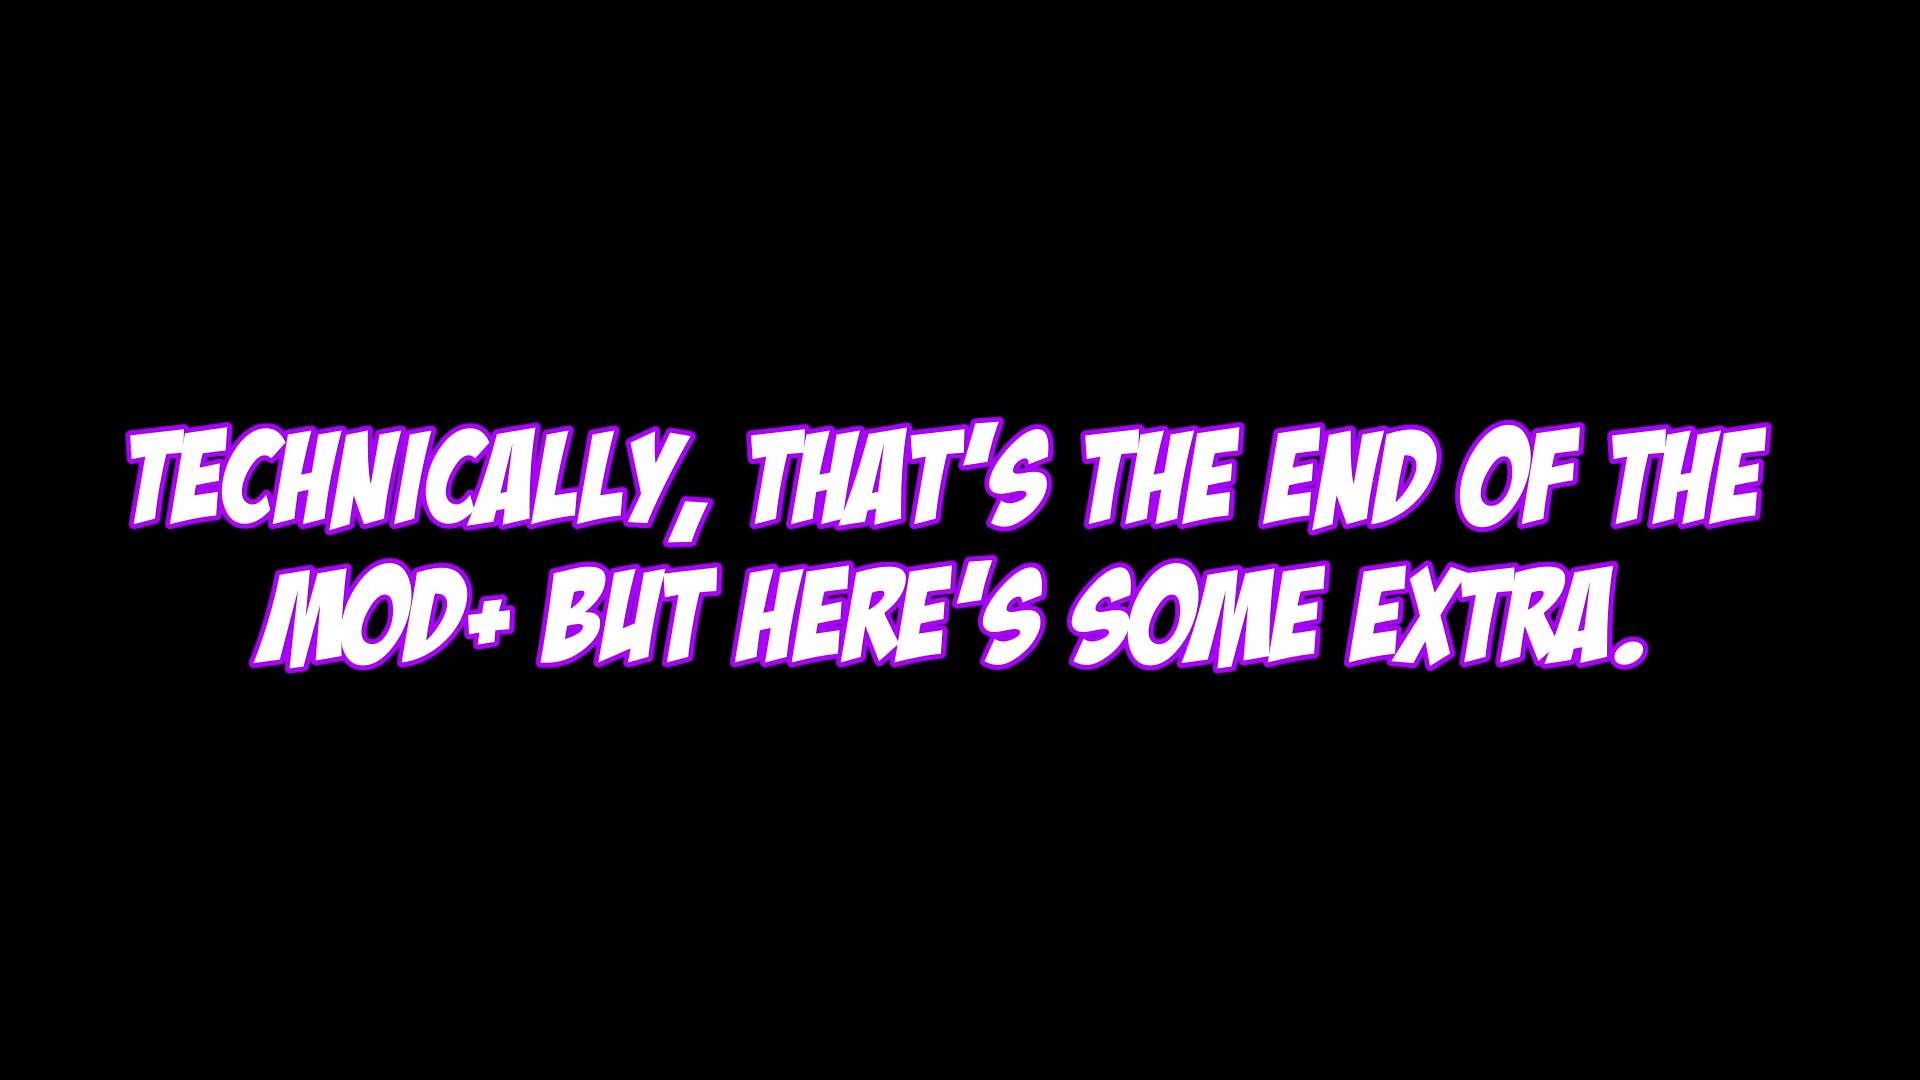 TECHNICALLY, THAT'S THE END OF THE
MOD+ BUT HERE'S SOME EXTRA.